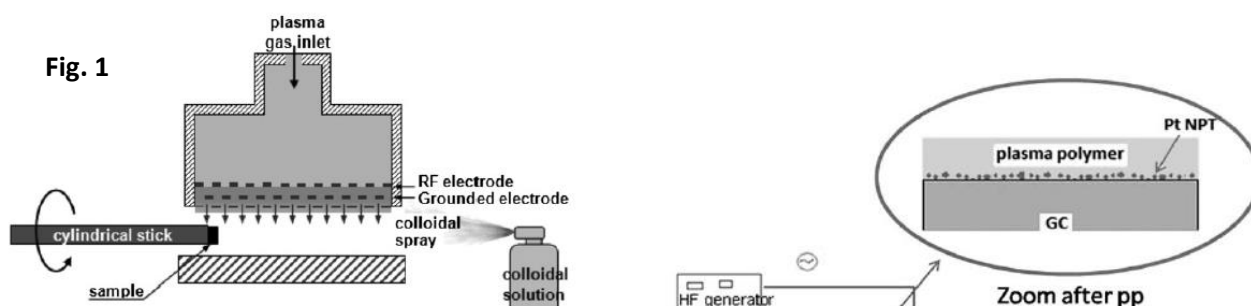 plasma
gas inlet
Fig. 1
RF electrode
Grounded electrode
colloidal
spray
cylindrical stick
sample
colloidal
solution
Pt NPT
plasma polymer
GC
HF generator
Zoom after pp